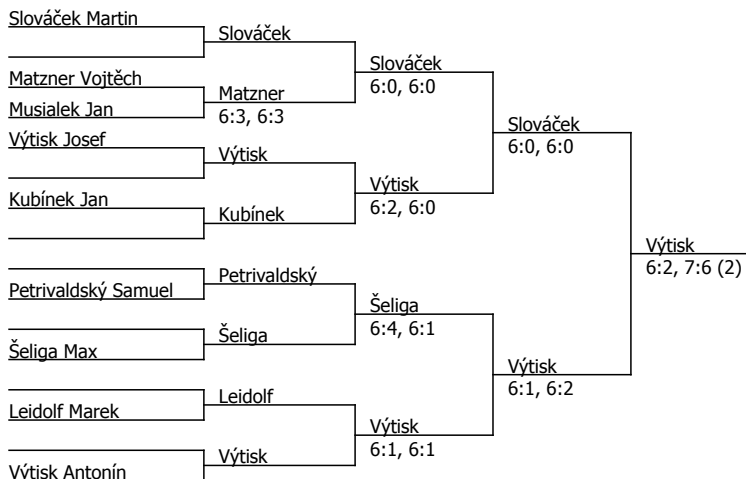 Slováček Martin
Matzner Vojtěch
Musialek Jan
Výtisk Josef
Kubínek Jan
Petrivaldský Samuel
Šeliga Max
Leidolf Marek
Výtisk Antonín
Slováček
Matzner
6:3, 6:3
Výtisk
Kubínek
Petrivaldský
Šeliga
Leidolf
Výtisk
Slováček
6:0, 6:0
Výtisk
6:2, 6:0
Šeliga
6:4, 6:1
Výtisk
6:1, 6:1
Slováček
6:0, 6:0
Výtisk
6:1, 6:2
Výtisk
6:2, 7:6 (2)